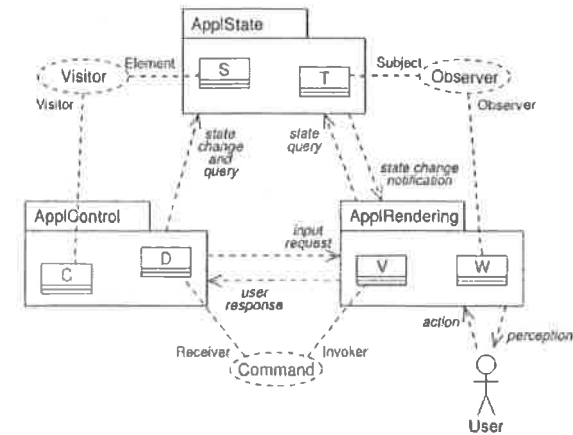 ApplState
S
T
Visitor
Element
Subject
Observer
Visitor
Observer
state
change
and
query
state
query
state change
notification
ApplControl
ApplRendering
C
D
V
W
input
request
user
response
action
perception
Receiver
Invoker
Command
User